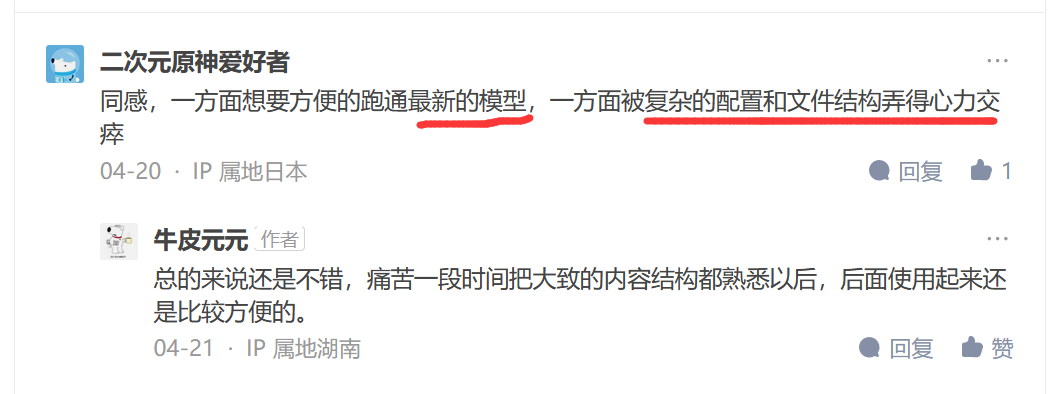 二次元原神爱好者
同感，一方面想要方便的跑通最新的模型，一方面被复杂的配置和文件结构弄得心力交
瘁
04-20 · IP 属地日本
回复 1
牛皮元元 作者
总的来说还是不错，痛苦一段时间把大致的内容结构都熟悉以后，后面使用起来还
是比较方便的。
04-21 · IP 属地湖南
回复 赞